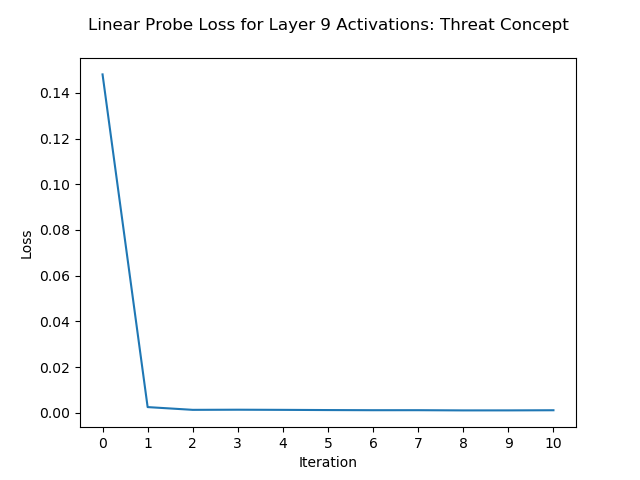 Linear Probe Loss for Layer 9 Activations: Threat Concept
0.14
0.12
0.10
0.08
0.06
0.04
0.02
0.00
Loss
0 1 2 3 4 5 6 7 8 9 10
Iteration